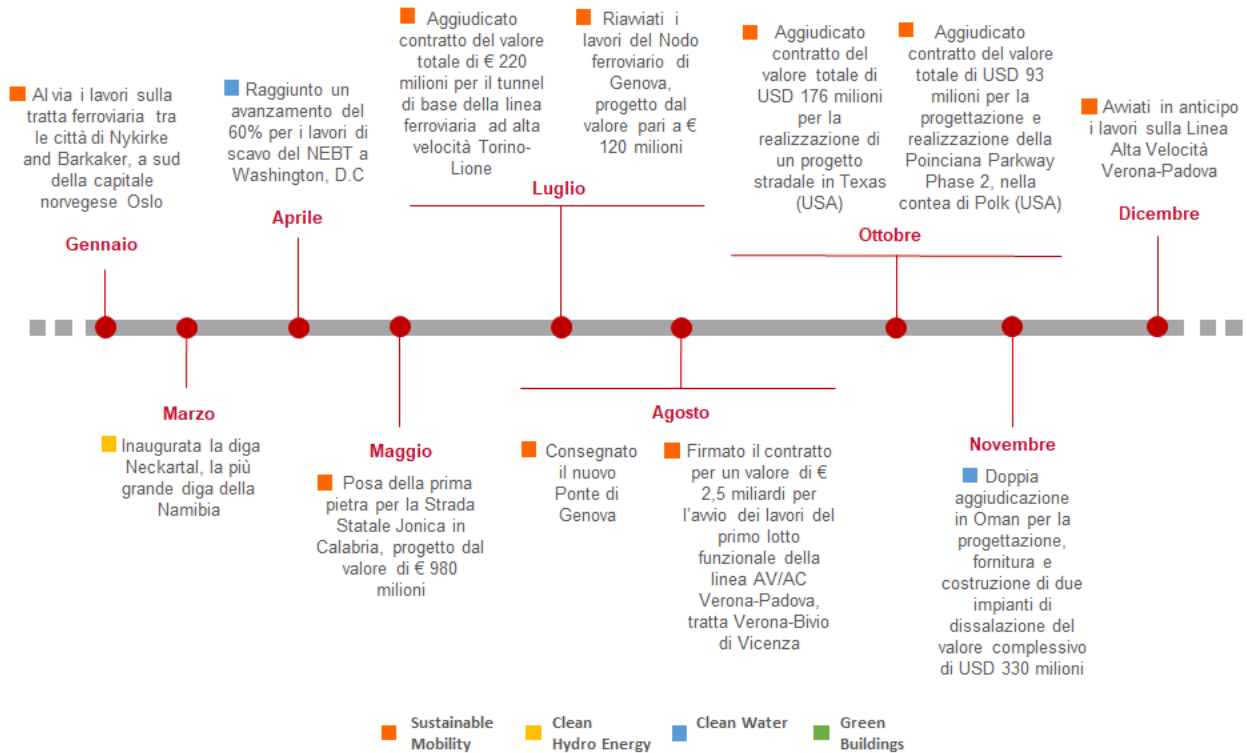 Al via i lavori sulla
tratta ferroviaria tra
le città di Nykirke
and Barkaker, a sud
della capitale
norvegese Oslo
Gennaio
Raggiunto un
avanzamento del
60% per i lavori di
scavo del NEBT a
Washington, D.C
Aprile
Aggiudicato
contratto del valore
totale di € 220
milioni per il tunnel
di base della linea
ferroviaria ad alta
velocità Torino-
Lione
Riavviati i
lavori del Nodo
ferroviario di
Genova,
progetto dal
valore pari a €
120 milioni
Luglio
Aggiudicato
contratto del
valore totale di
USD 176 milioni
per la
realizzazione di
un progetto
stradale in Texas
(USA)
Aggiudicato
contratto del valore
totale di USD 93
milioni per la
progettazione e
realizzazione della
Poinciana Parkway
Phase 2, nella
contea di Polk (USA)
Ottobre
Avviati in anticipo
i lavori sulla Linea
Alta Velocità
Verona-Padova
Dicembre
Marzo
Inaugurata la diga
Neckartal, la più
grande diga della
Namibia
Maggio
Posa della prima
pietra per la Strada
Statale Jonica in
Calabria, progetto dal
valore di € 980
milioni
Agosto
Consegnato
il nuovo
Ponte di
Genova
Firmato il contratto
per un valore di €
2,5 miliardi per
l'avvio dei lavori del
primo lotto
funzionale della
linea AV/AC
Verona-Padova,
tratta Verona-Bivio
di Vicenza
Novembre
Doppia
aggiudicazione
in Oman per la
progettazione,
fornitura e
costruzione di due
impianti di
dissalazione del
valore complessivo
di USD 330 milioni
Sustainable
Mobility
Clean
Hydro Energy
Clean Water
Green
Buildings